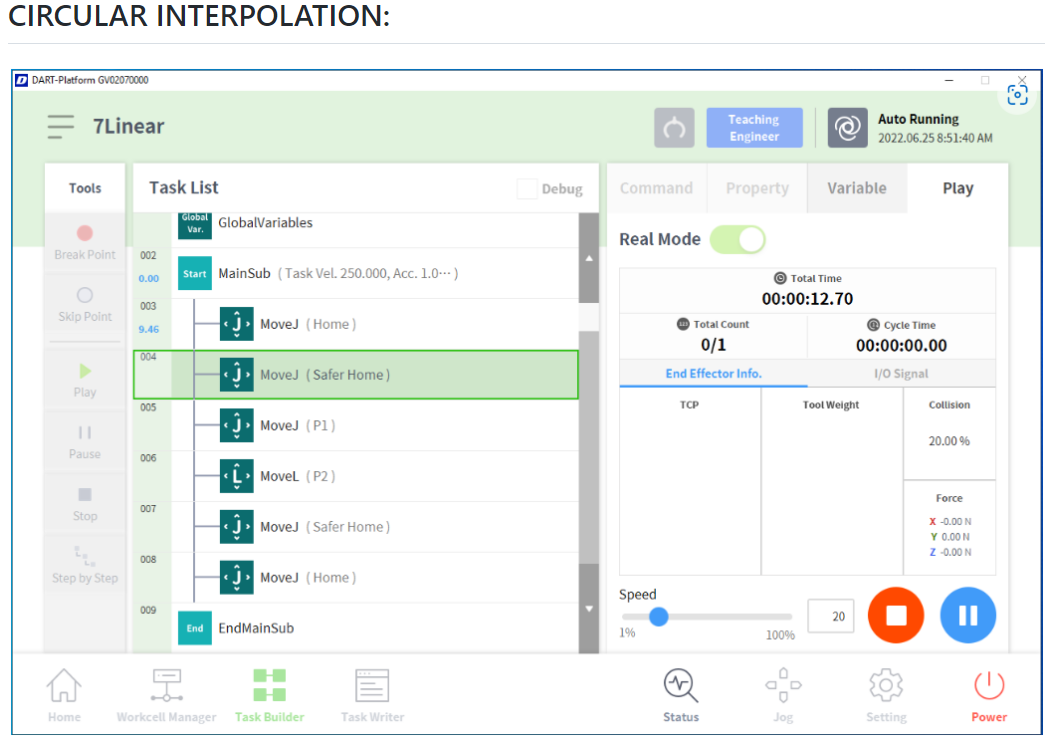 CIRCULAR INTERPOLATION:
DART-Platform GV02070000
7Linear
Teaching
Engineer
Auto Running
2022.06.25 8:51:40 AM
Tools
Break Point
Skip Point
Play
Pause
Stop
Step by Step
Task List
Debug
Global
Var.
GlobalVariables
002
0.00
Start
MainSub ( Task Vel. 250.000, Acc. 1.0··· )
003
9.46
J
MoveJ ( Home )
004
J
MoveJ ( Safer Home )
005
J
MoveJ ( P1 )
006
L
MoveL ( P2 )
007
J
MoveJ ( Safer Home )
008
J
MoveJ ( Home )
009
End
EndMainSub
Command
Property
Variable
Play
Real Mode
Total Time
00:00:12.70
Total Count
0/1
Cycle Time
00:00:00.00
End Effector Info.
I/O Signal
TCP
Tool Weight
Collision
20.00 %
Force
X -0.00 N
Y 0.00 N
Z -0.00 N
Speed
1%
100%
20
Home
Workcell Manager
Task Builder
Task Writer
Status
Jog
Setting
Power